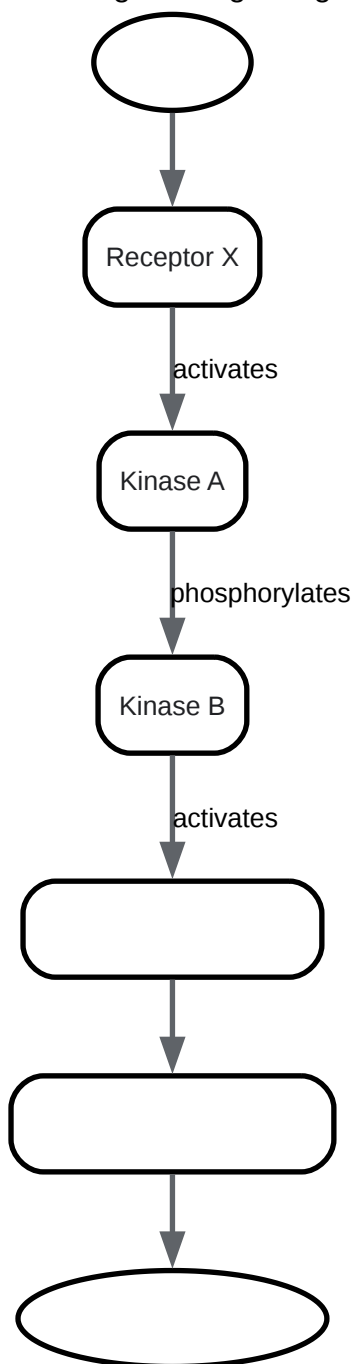 Receptor X
activates
Kinase A
phosphorylates
Kinase B
activates